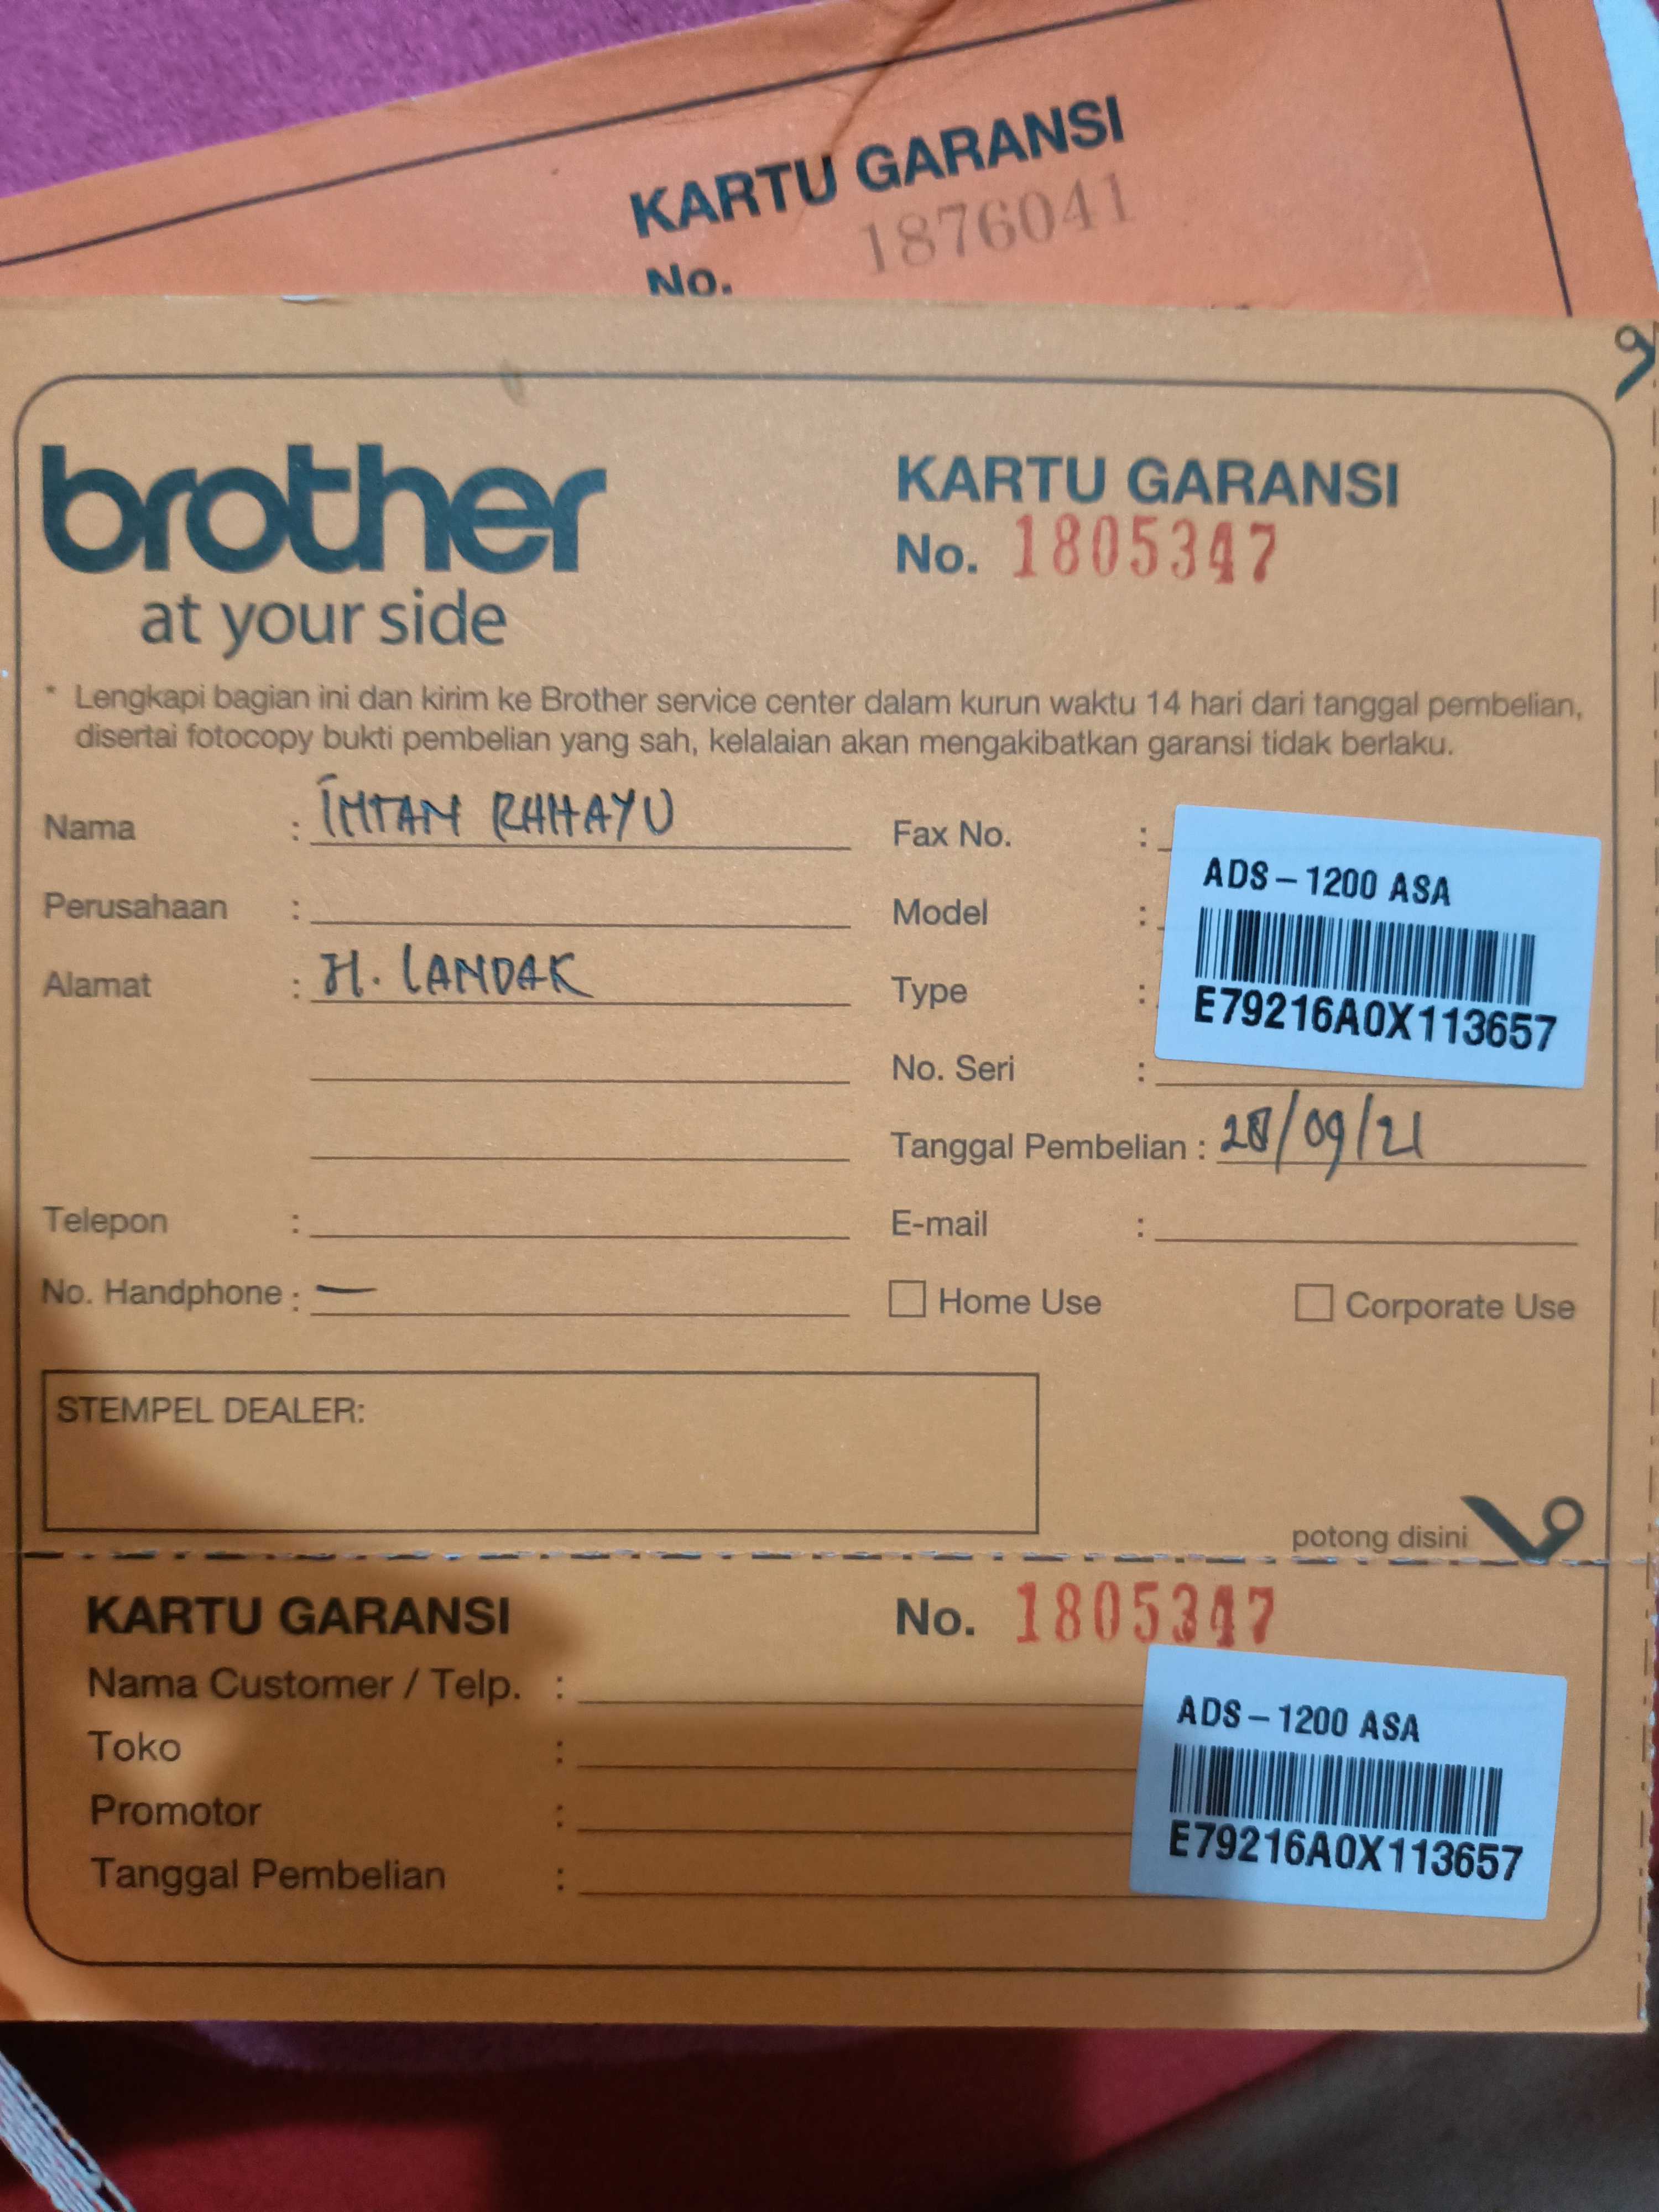 KARTU GARANSI
No. 1876041
brother
at your side
KARTU GARANSI
No. 1805347
* Lengkapi bagian ini dan kirim ke Brother service center dalam kurun waktu 14 hari dari tanggal pembelian,
disertai fotocopy bukti pembelian yang sah, kelalaian akan mengakibatkan garansi tidak berlaku.
Nama : INTAN RAHAYU
Perusahaan :
Alamat : Jl. LANDAK
Telepon :
No. Handphone : —
Fax No. :
Model :
Type :
No. Seri :
ADS – 1200 ASA
E79216A0X113657
Tanggal Pembelian : 28/09/21
E-mail :
Home Use
Corporate Use
STEMPEL DEALER:
potong disini
KARTU GARANSI
No. 1805347
Nama Customer / Telp. :
Toko :
Promotor :
Tanggal Pembelian :
ADS – 1200 ASA
E79216A0X113657